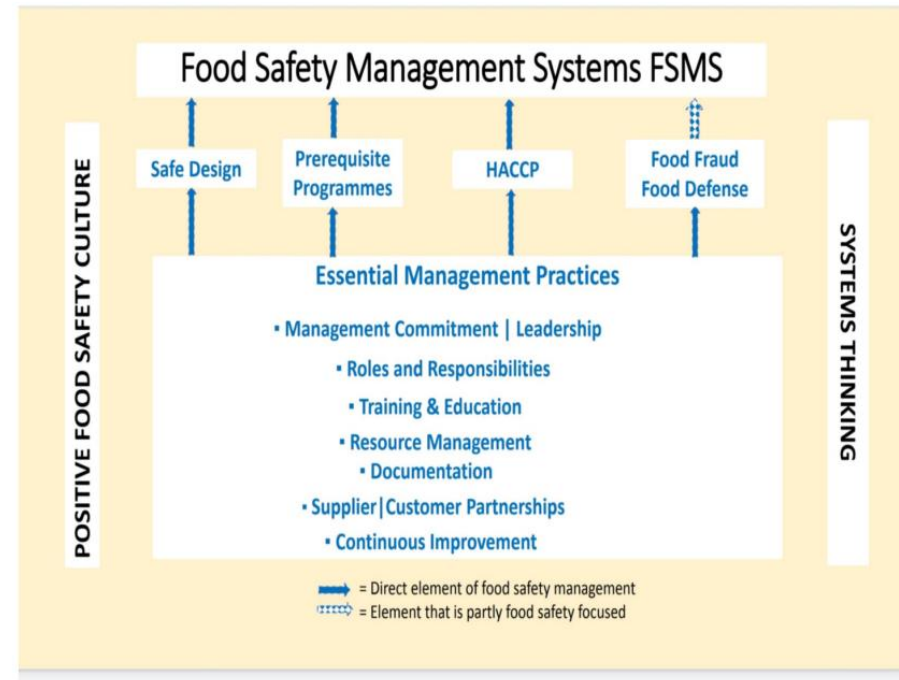 Food Safety Management Systems FSMS
POSITIVE FOOD SAFETY CULTURE
Safe Design
Prerequisite
Programmes
HACCP
Food Fraud
Food Defense
SYSTEMS THINKING
Essential Management Practices
▪ Management Commitment | Leadership
▪ Roles and Responsibilities
▪ Training & Education
▪ Resource Management
▪ Documentation
▪ Supplier|Customer Partnerships
▪ Continuous Improvement
= Direct element of food safety management
= Element that is partly food safety focused